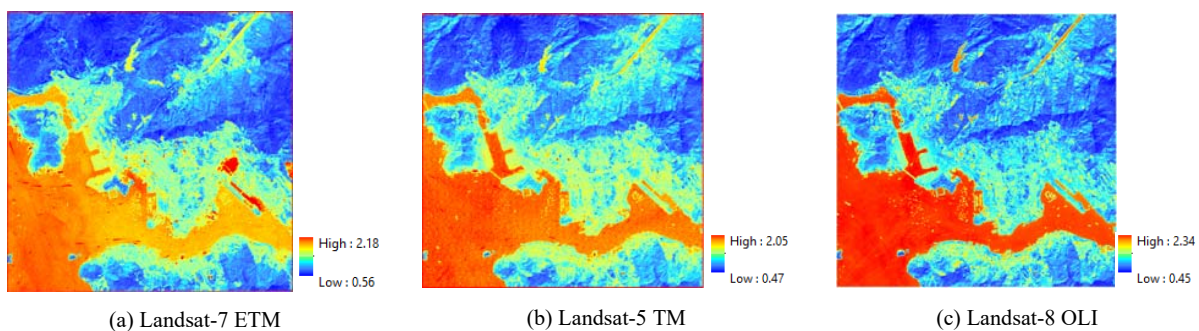 High : 2.18
Low : 0.56
High : 2.05
Low : 0.47
High : 2.34
Low : 0.45
(a) Landsat-7 ETM
(b) Landsat-5 TM
(c) Landsat-8 OLI